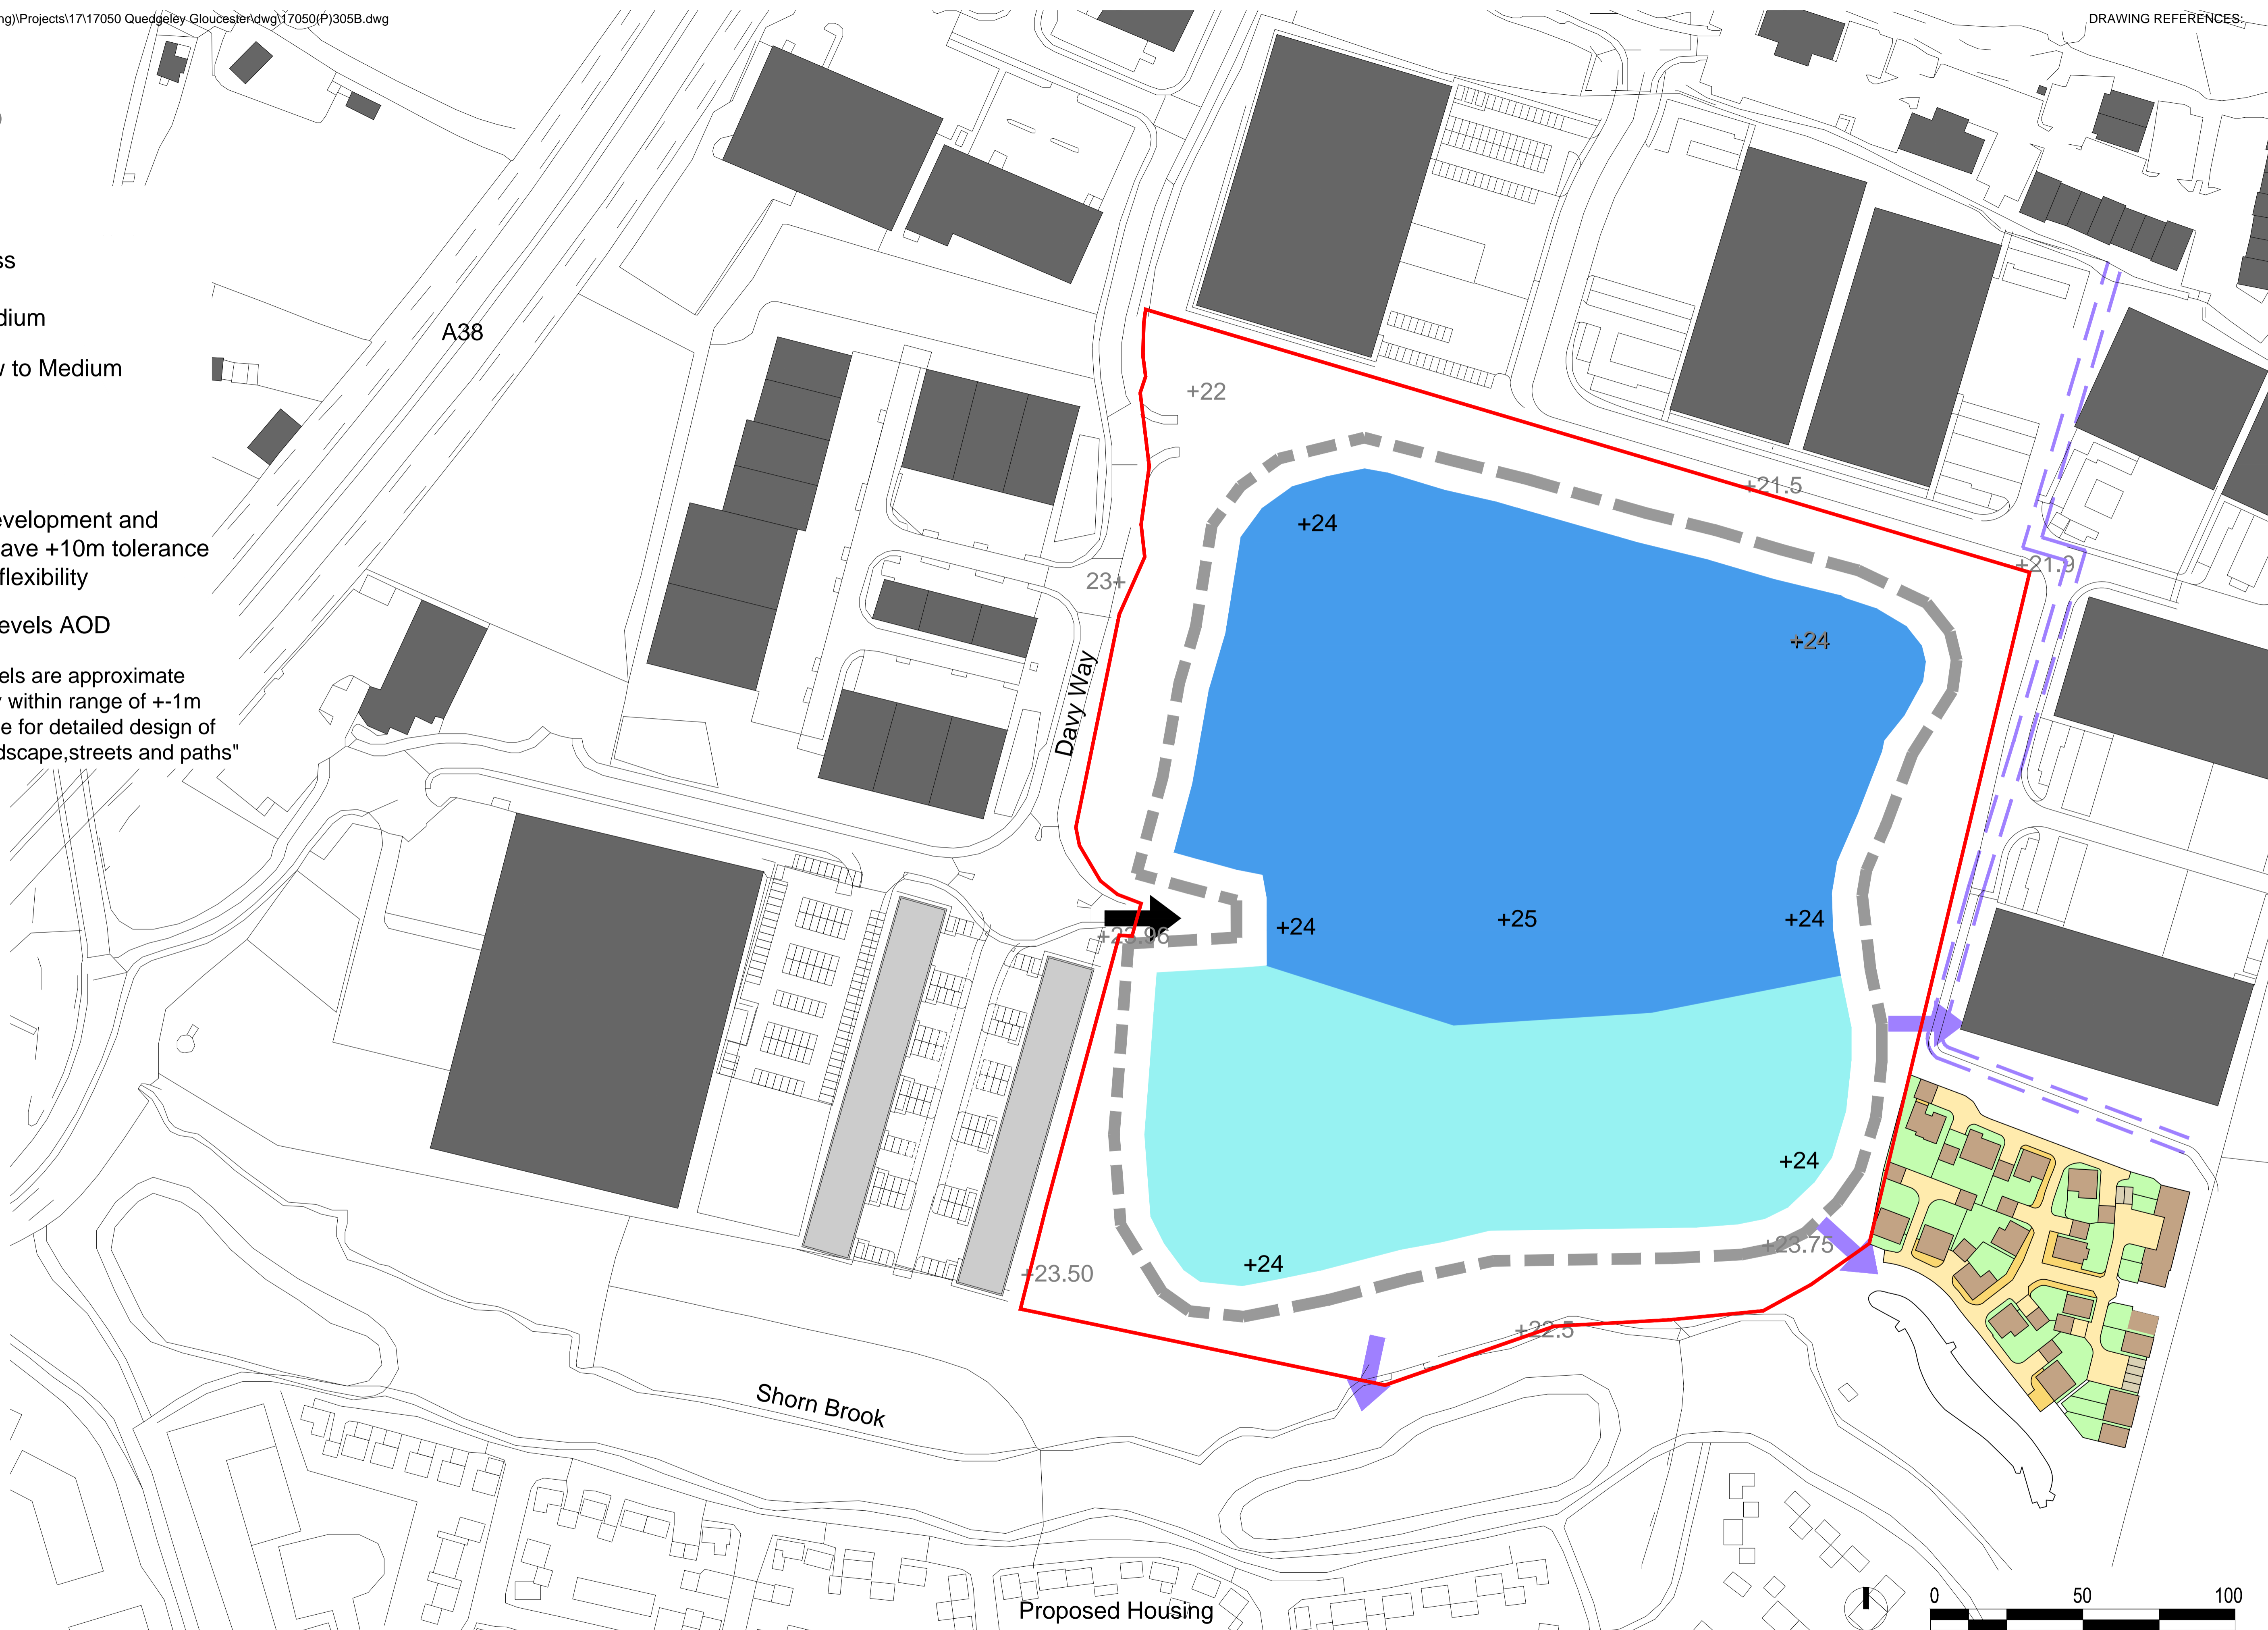 ng)\Projects\17\17050 Quedgeley Gloucester\dwg\17050(P)305B.dwg
DRAWING REFERENCES:
ss
dium
A38
w to Medium
+22
+21.5
evelopment and
ave +10m tolerance
flexibility
+24
23+
+21.9
evels AOD
+24
els are approximate
y within range of +-1m
e for detailed design of
dscape,streets and paths"
Davy Way
+23.96
+24
+25
+24
+24
+24
+23.75
+23.50
+22.5
Shorn Brook
Proposed Housing
0 50 100